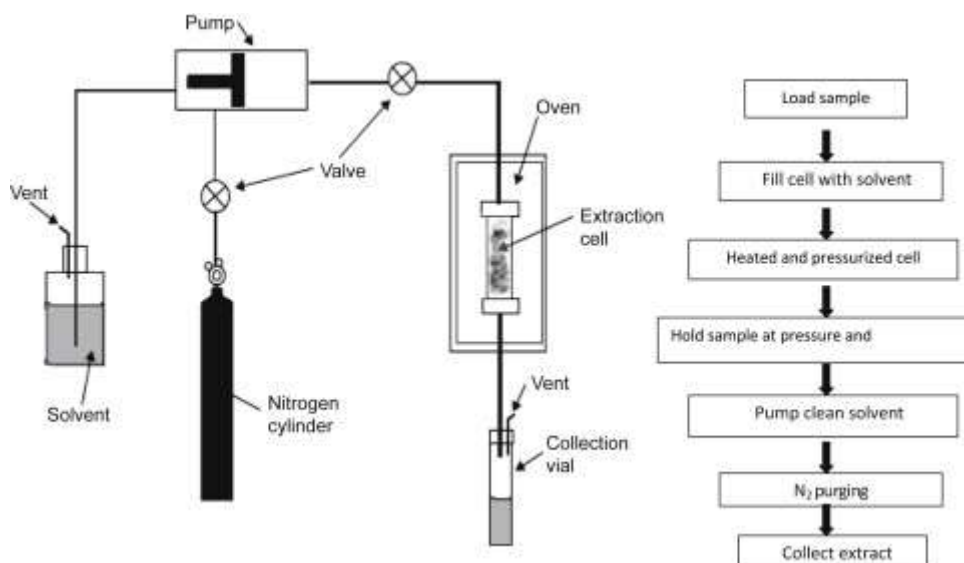 Pump
Oven
Valve
Vent
Extraction
cell
Solvent
Nitrogen
cylinder
Vent
Collection
vial
Load sample
Fill cell with solvent
Heated and pressurized cell
Hold sample at pressure and
Pump clean solvent
N₂ purging
Collect extract